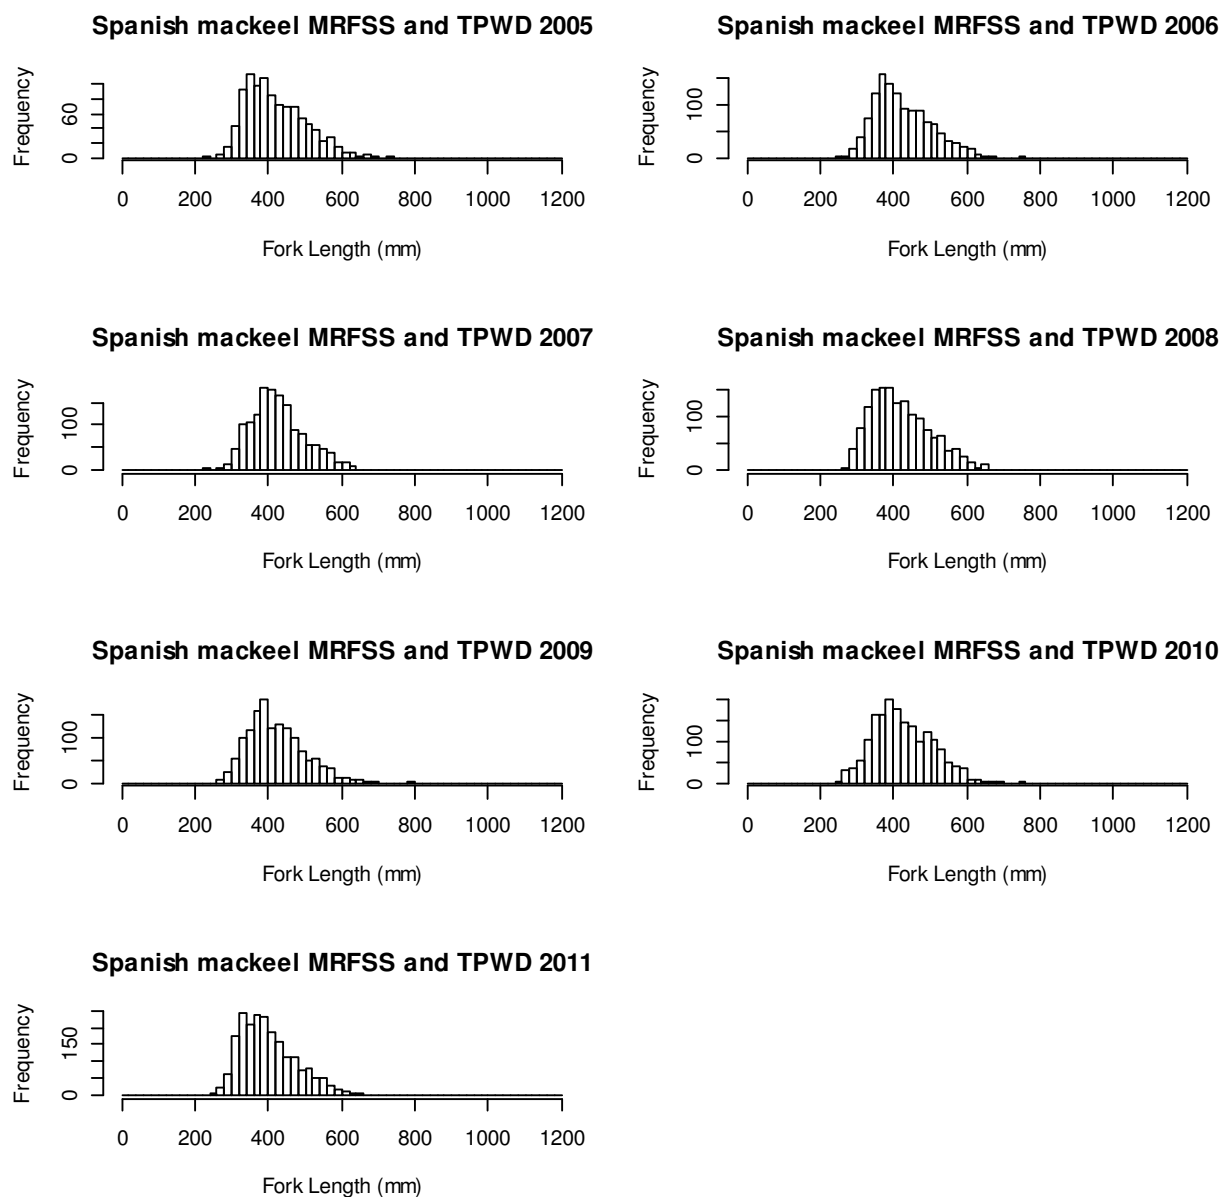 Spanish mackeel MRFSS and TPWD 2005
Frequency
0 60
0 200 400 600 800 1000 1200
Fork Length (mm)
Spanish mackeel MRFSS and TPWD 2006
Frequency
0 100
0 200 400 600 800 1000 1200
Fork Length (mm)
Spanish mackeel MRFSS and TPWD 2007
Frequency
0 100
0 200 400 600 800 1000 1200
Fork Length (mm)
Spanish mackeel MRFSS and TPWD 2008
Frequency
0 100
0 200 400 600 800 1000 1200
Fork Length (mm)
Spanish mackeel MRFSS and TPWD 2009
Frequency
0 100
0 200 400 600 800 1000 1200
Fork Length (mm)
Spanish mackeel MRFSS and TPWD 2010
Frequency
0 100
0 200 400 600 800 1000 1200
Fork Length (mm)
Spanish mackeel MRFSS and TPWD 2011
Frequency
0 150
0 200 400 600 800 1000 1200
Fork Length (mm)